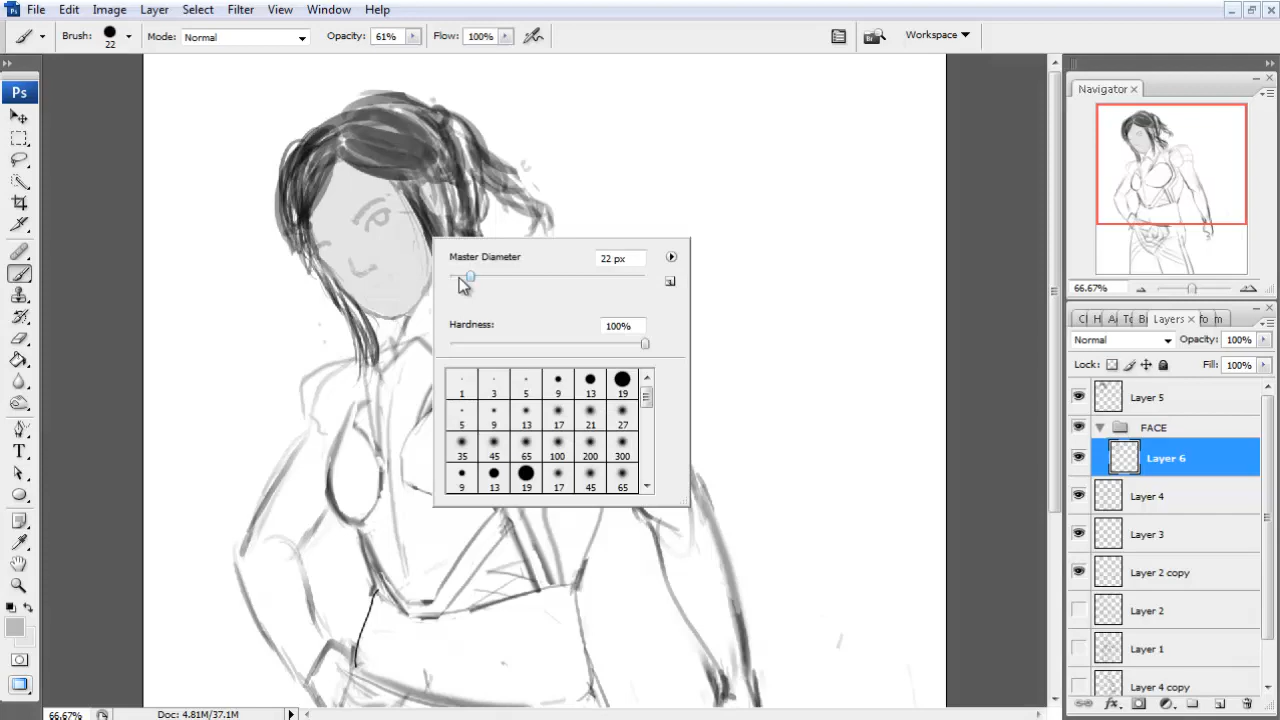 File Edit Image Layer Select Filter View Window Help
Brush: 22 Mode: Normal Opacity: 61% Flow: 100% Workspace
Ps
Navigator
66.67%
Master Diameter 22 px
Hardness: 100%
1 3 5 9 13 19
5 9 13 17 21 27
35 45 65 100 200 300
9 13 19 17 45 65
Layers
Normal Opacity: 100%
Lock: Fill: 100%
Layer 5
FACE
Layer 6
Layer 4
Layer 3
Layer 2 copy
Layer 2
Layer 1
Layer 4 copy
66.67% Doc: 4.81M/37.1M